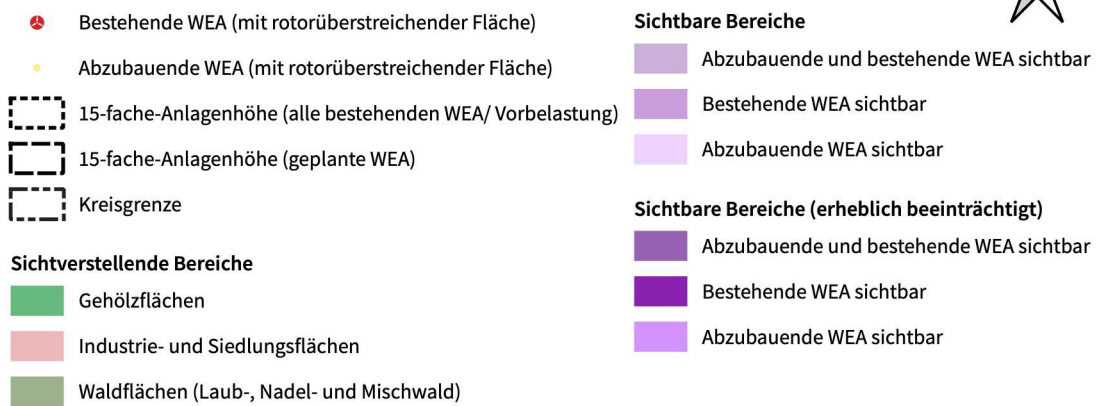 Bestehende WEA (mit rotorüberstreichender Fläche)
Abzubauende WEA (mit rotorüberstreichender Fläche)
15-fache-Anlagenhöhe (alle bestehenden WEA/ Vorbelastung)
15-fache-Anlagenhöhe (geplante WEA)
Kreisgrenze
Sichtverstellende Bereiche
Gehölzflächen
Industrie- und Siedlungsflächen
Waldflächen (Laub-, Nadel- und Mischwald)
Sichtbare Bereiche
Abzubauende und bestehende WEA sichtbar
Bestehende WEA sichtbar
Abzubauende WEA sichtbar
Sichtbare Bereiche (erheblich beeinträchtigt)
Abzubauende und bestehende WEA sichtbar
Bestehende WEA sichtbar
Abzubauende WEA sichtbar